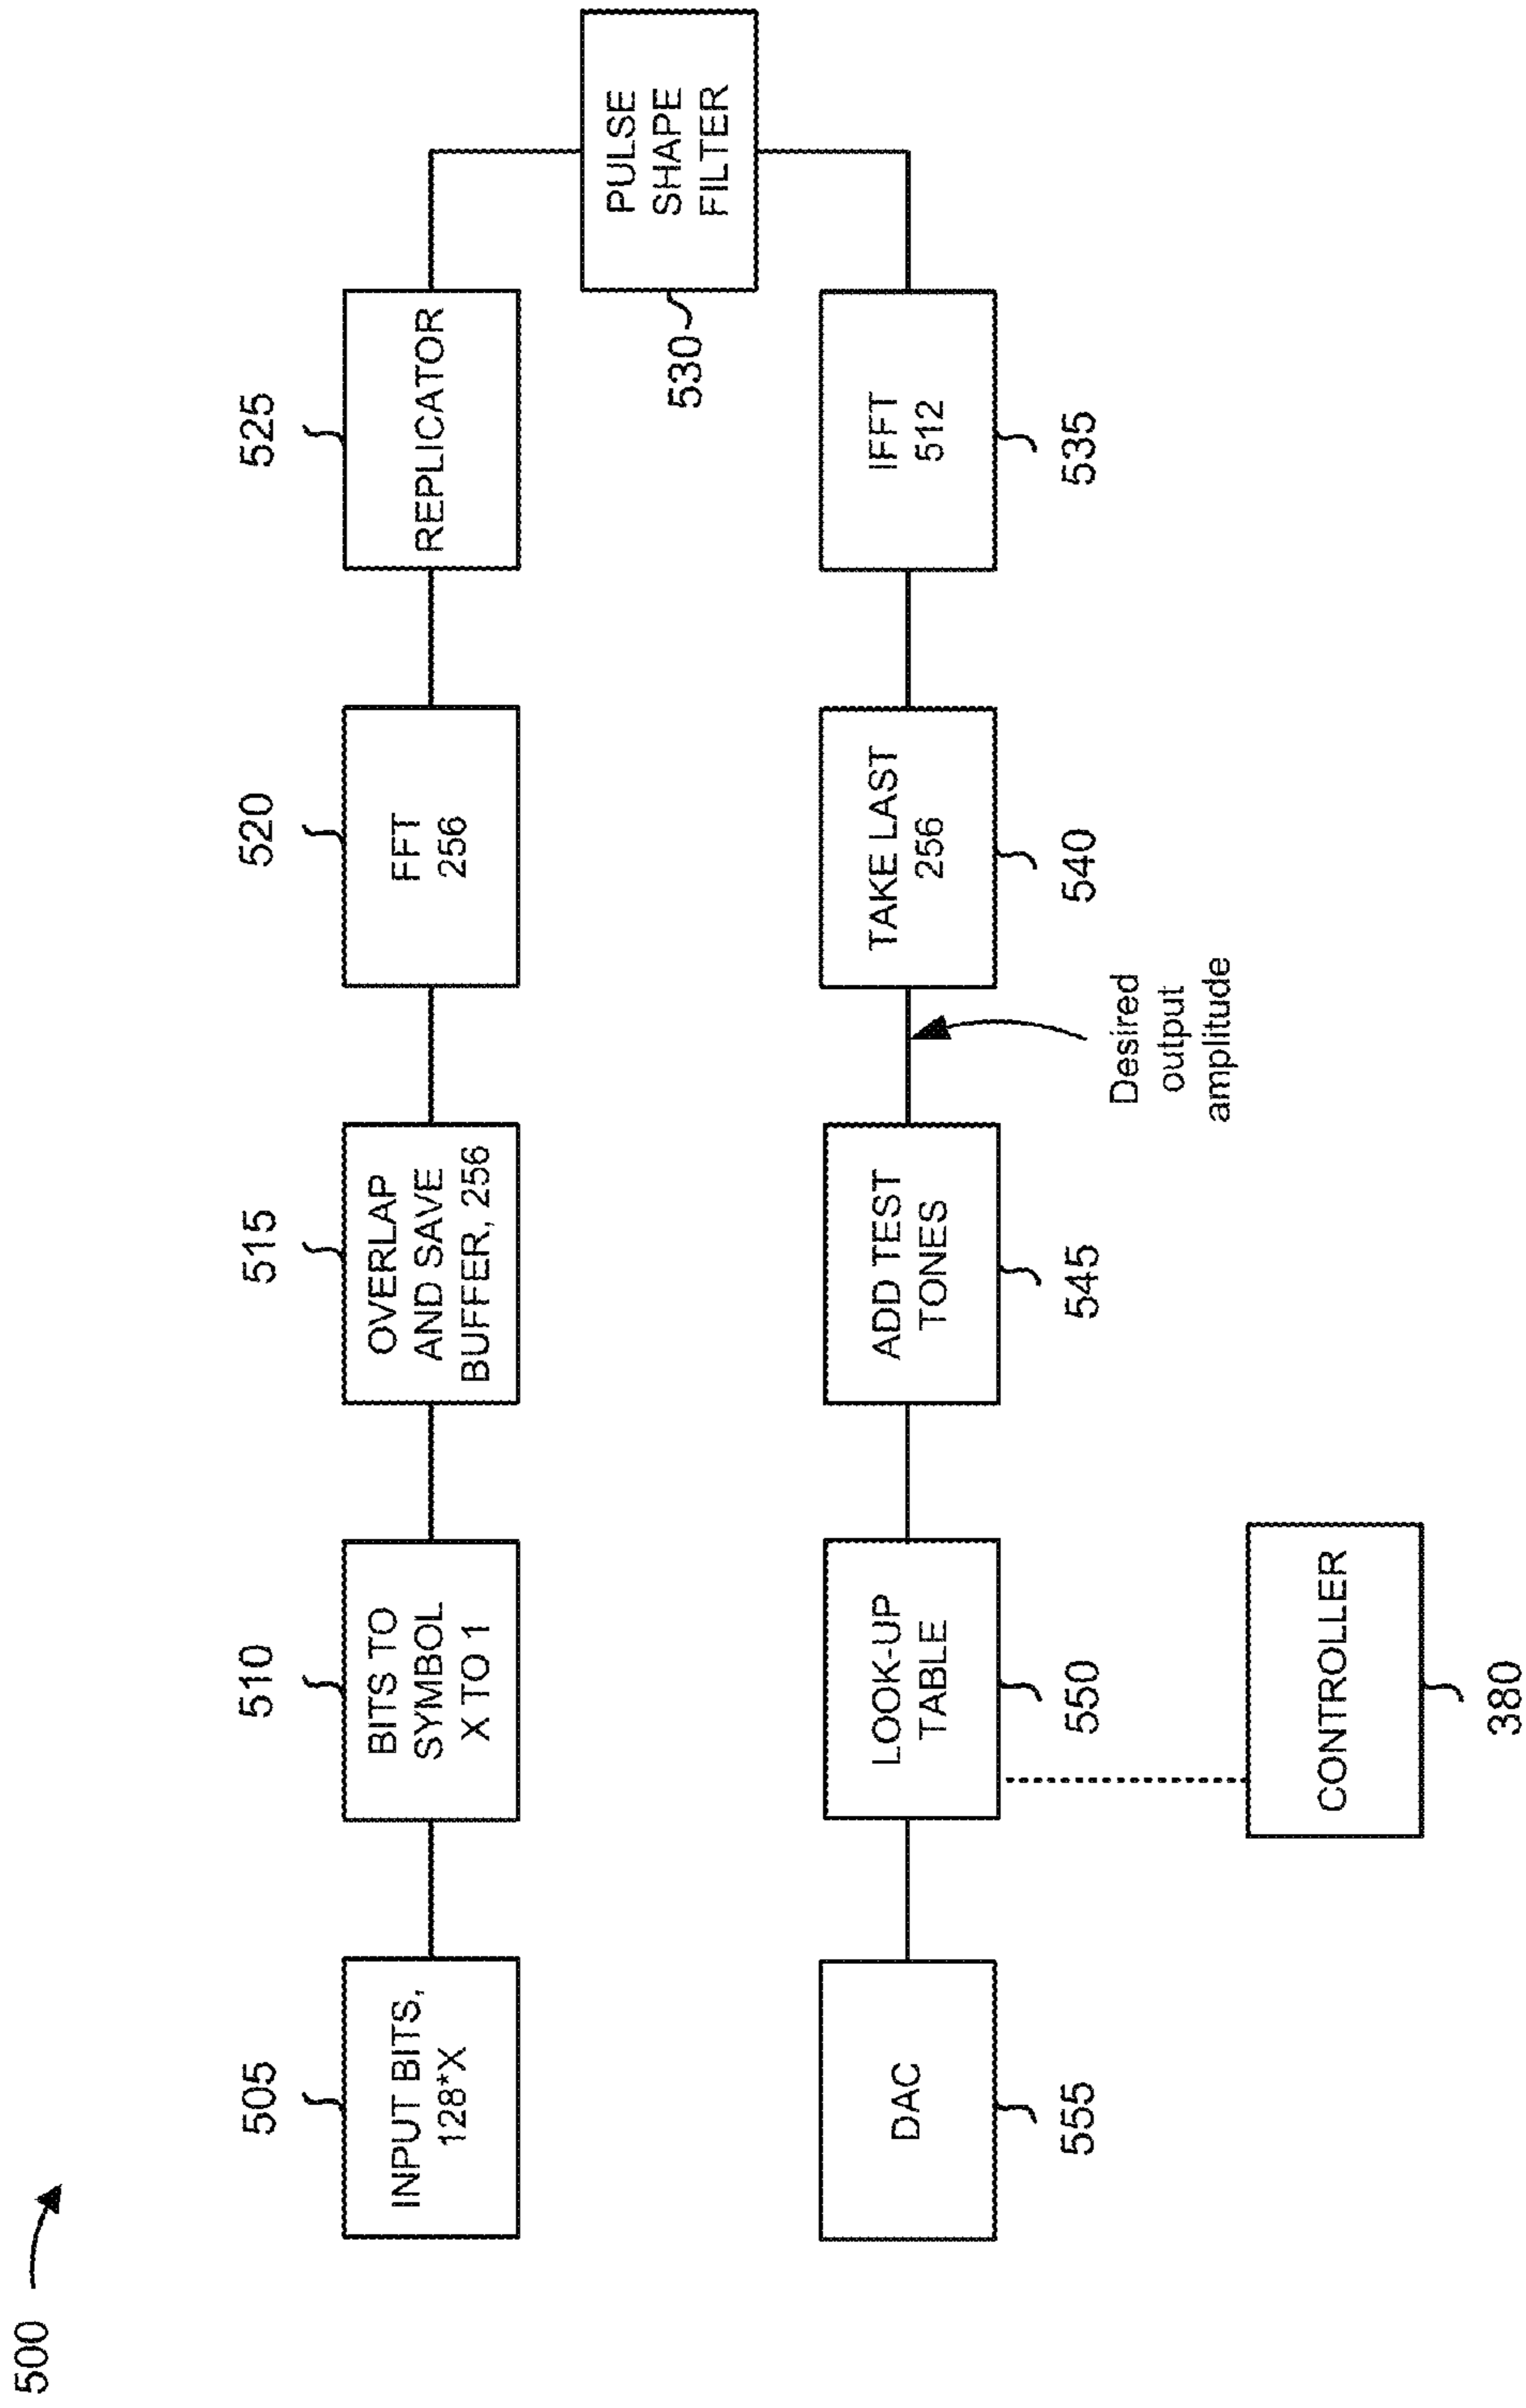 500
505
INPUT BITS,
128*X
510
BITS TO
SYMBOL
X TO 1
515
OVERLAP
AND SAVE
BUFFER, 256
520
FFT
256
525
REPLICATOR
PULSE
SHAPE
FILTER
530
IFFT
512
535
TAKE LAST
256
540
Desired
output
amplitude
ADD TEST
TONES
545
LOOK-UP
TABLE
550
DAC
555
CONTROLLER
380